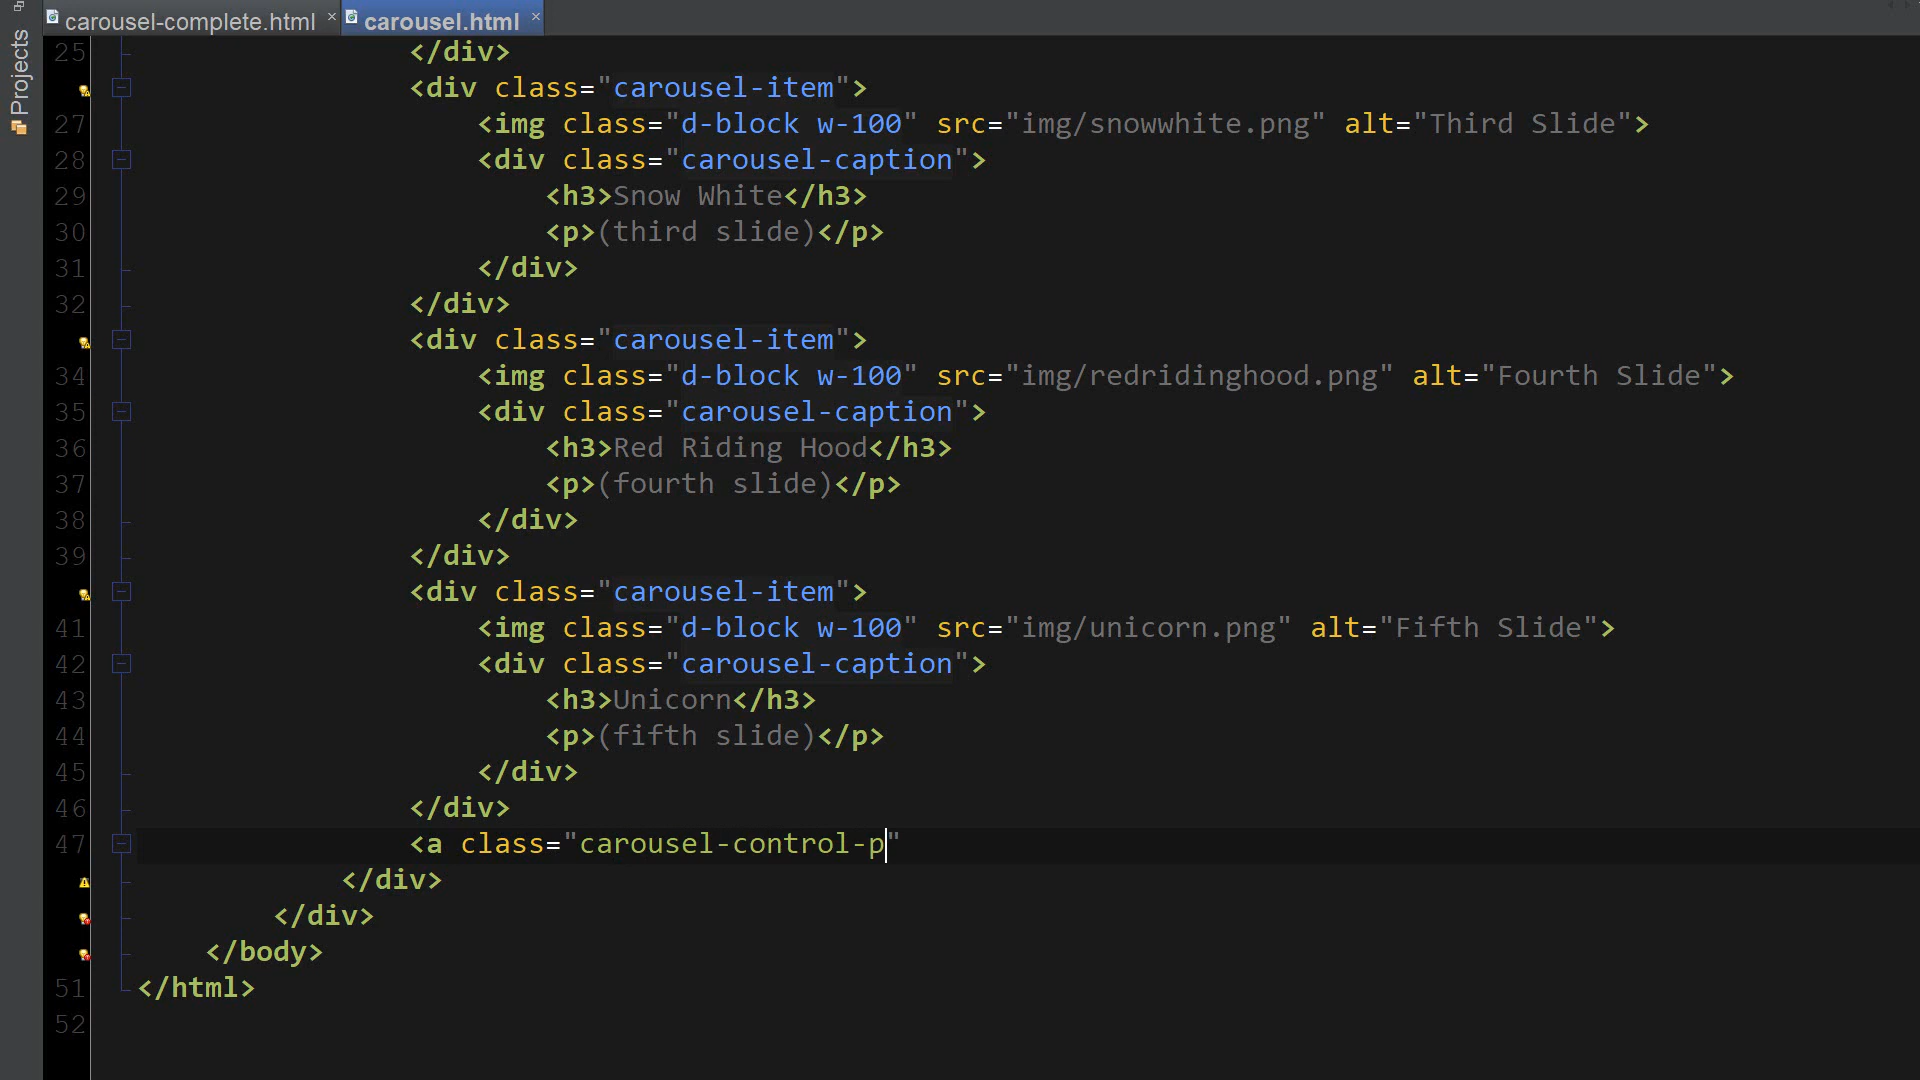 carousel-complete.html × carousel.html ×
Projects
25 </div>
<div class="carousel-item">
27 <img class="d-block w-100" src="img/snowwhite.png" alt="Third Slide">
28 <div class="carousel-caption">
29 <h3>Snow White</h3>
30 <p>(third slide)</p>
31 </div>
32 </div>
<div class="carousel-item">
34 <img class="d-block w-100" src="img/redridinghood.png" alt="Fourth Slide">
35 <div class="carousel-caption">
36 <h3>Red Riding Hood</h3>
37 <p>(fourth slide)</p>
38 </div>
39 </div>
<div class="carousel-item">
41 <img class="d-block w-100" src="img/unicorn.png" alt="Fifth Slide">
42 <div class="carousel-caption">
43 <h3>Unicorn</h3>
44 <p>(fifth slide)</p>
45 </div>
46 </div>
47 <a class="carousel-control-p"
</div>
</div>
</body>
51 </html>
52